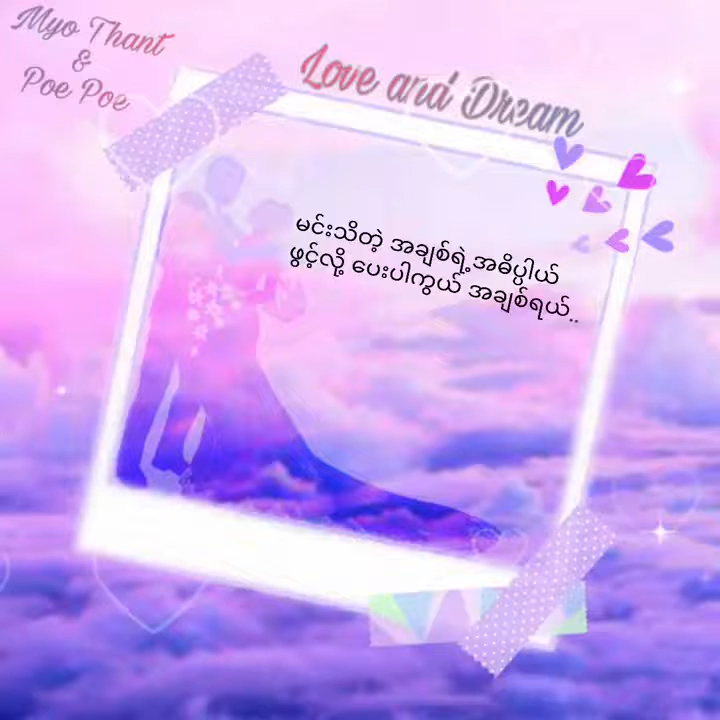 Myo Thant
&
Poe Poe
Love and Dream
မင်းသိတဲ့ အချစ်ရဲ့အဓိပ္ပါယ်
ဖွင့်လို့ ပေးပါကွယ် အချစ်ရယ်..